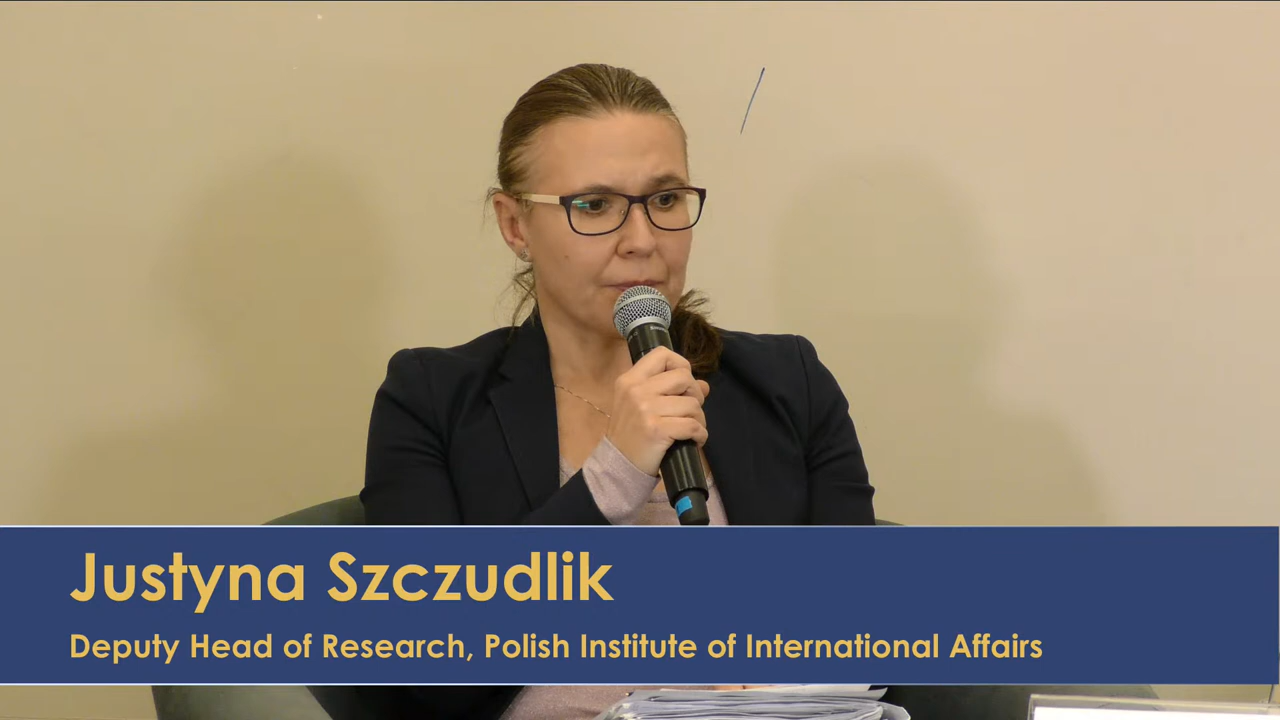 Justyna Szczudlik
Deputy Head of Research, Polish Institute of International Affairs